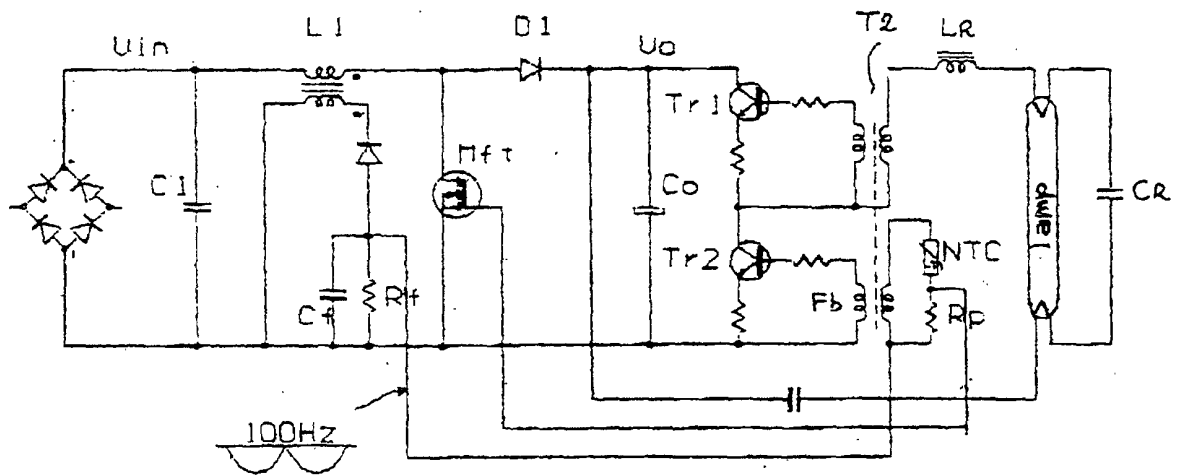 Uin
L1
D1
Uo
T2
LR
Tr1
Mft
C1
Co
CR
lamp
Tr2
NTC
Cf
Rf
Fb
Rp
100Hz